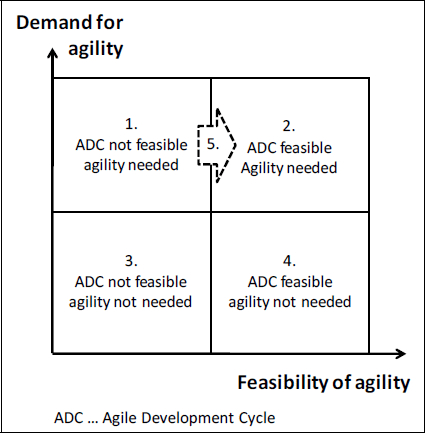 Demand for
agility
1.
ADC not feasible
agility needed
5.
2.
ADC feasible
Agility needed
3.
ADC not feasible
agility not needed
4.
ADC feasible
agility not needed
Feasibility of agility
ADC ... Agile Development Cycle